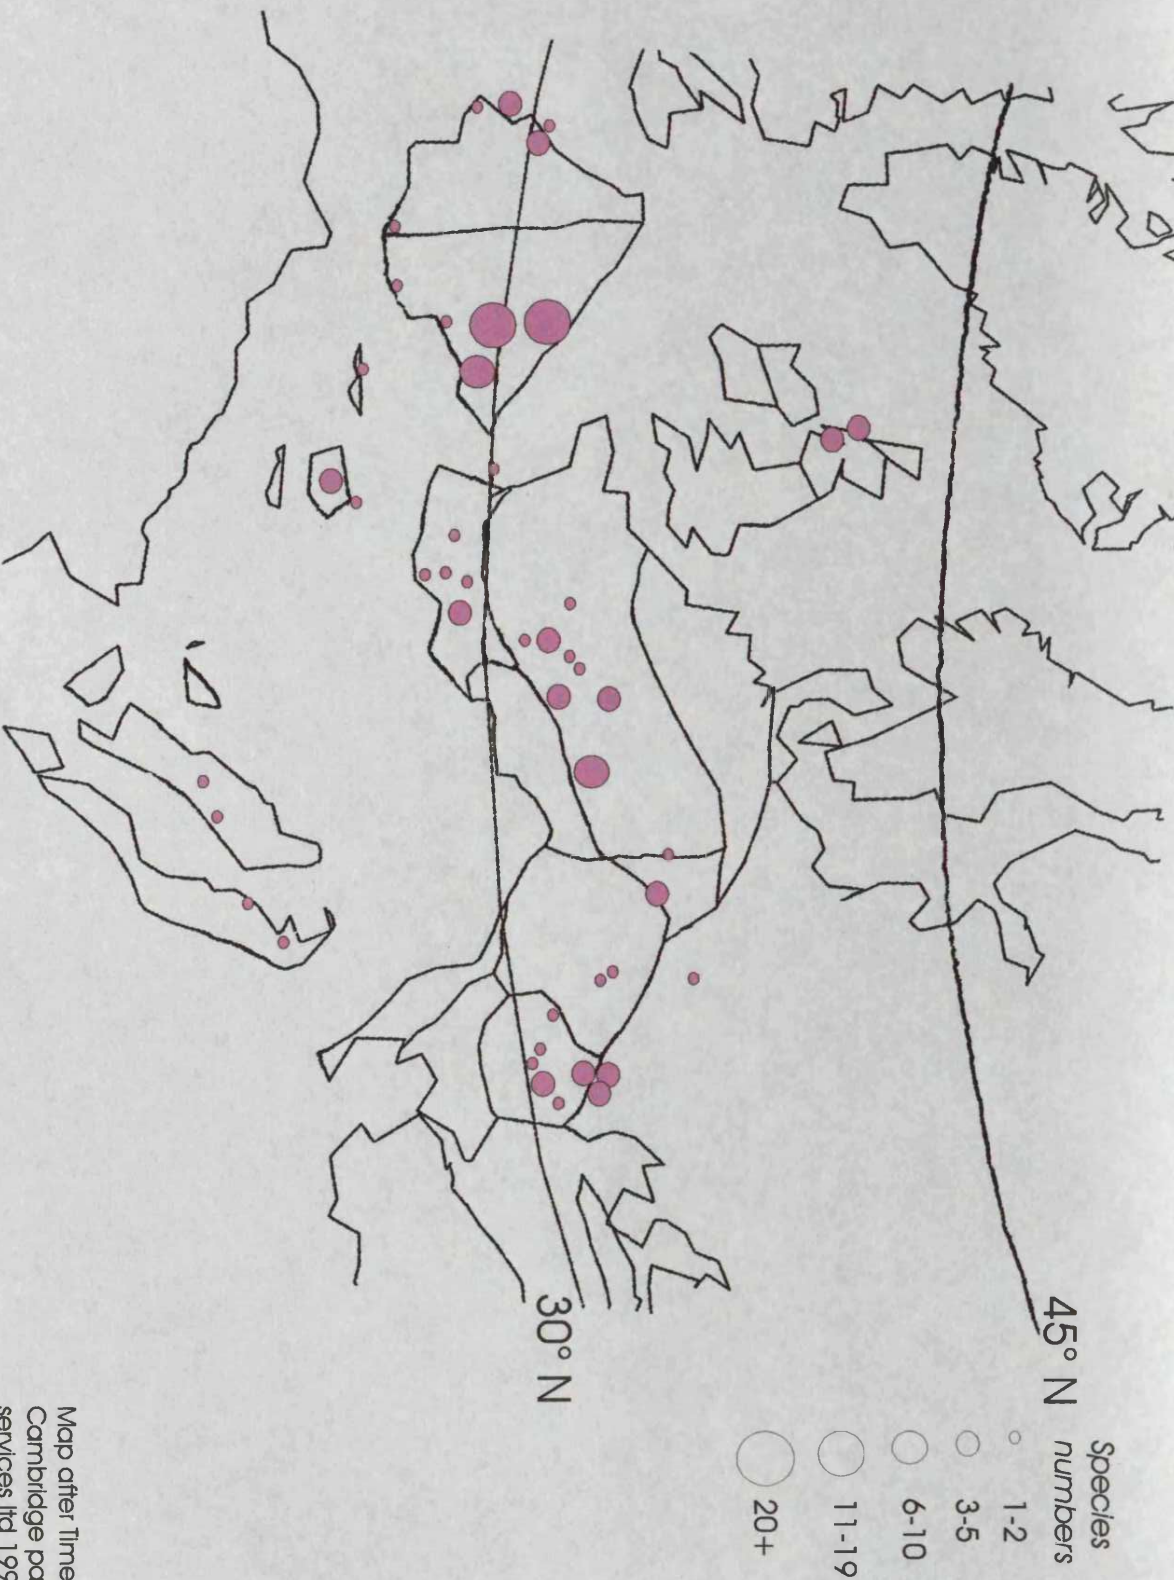 45° N
30° N
Species
numbers
1-2
3-5
6-10
11-19
20+
Map after Time
Cambridge pa
services ltd 199